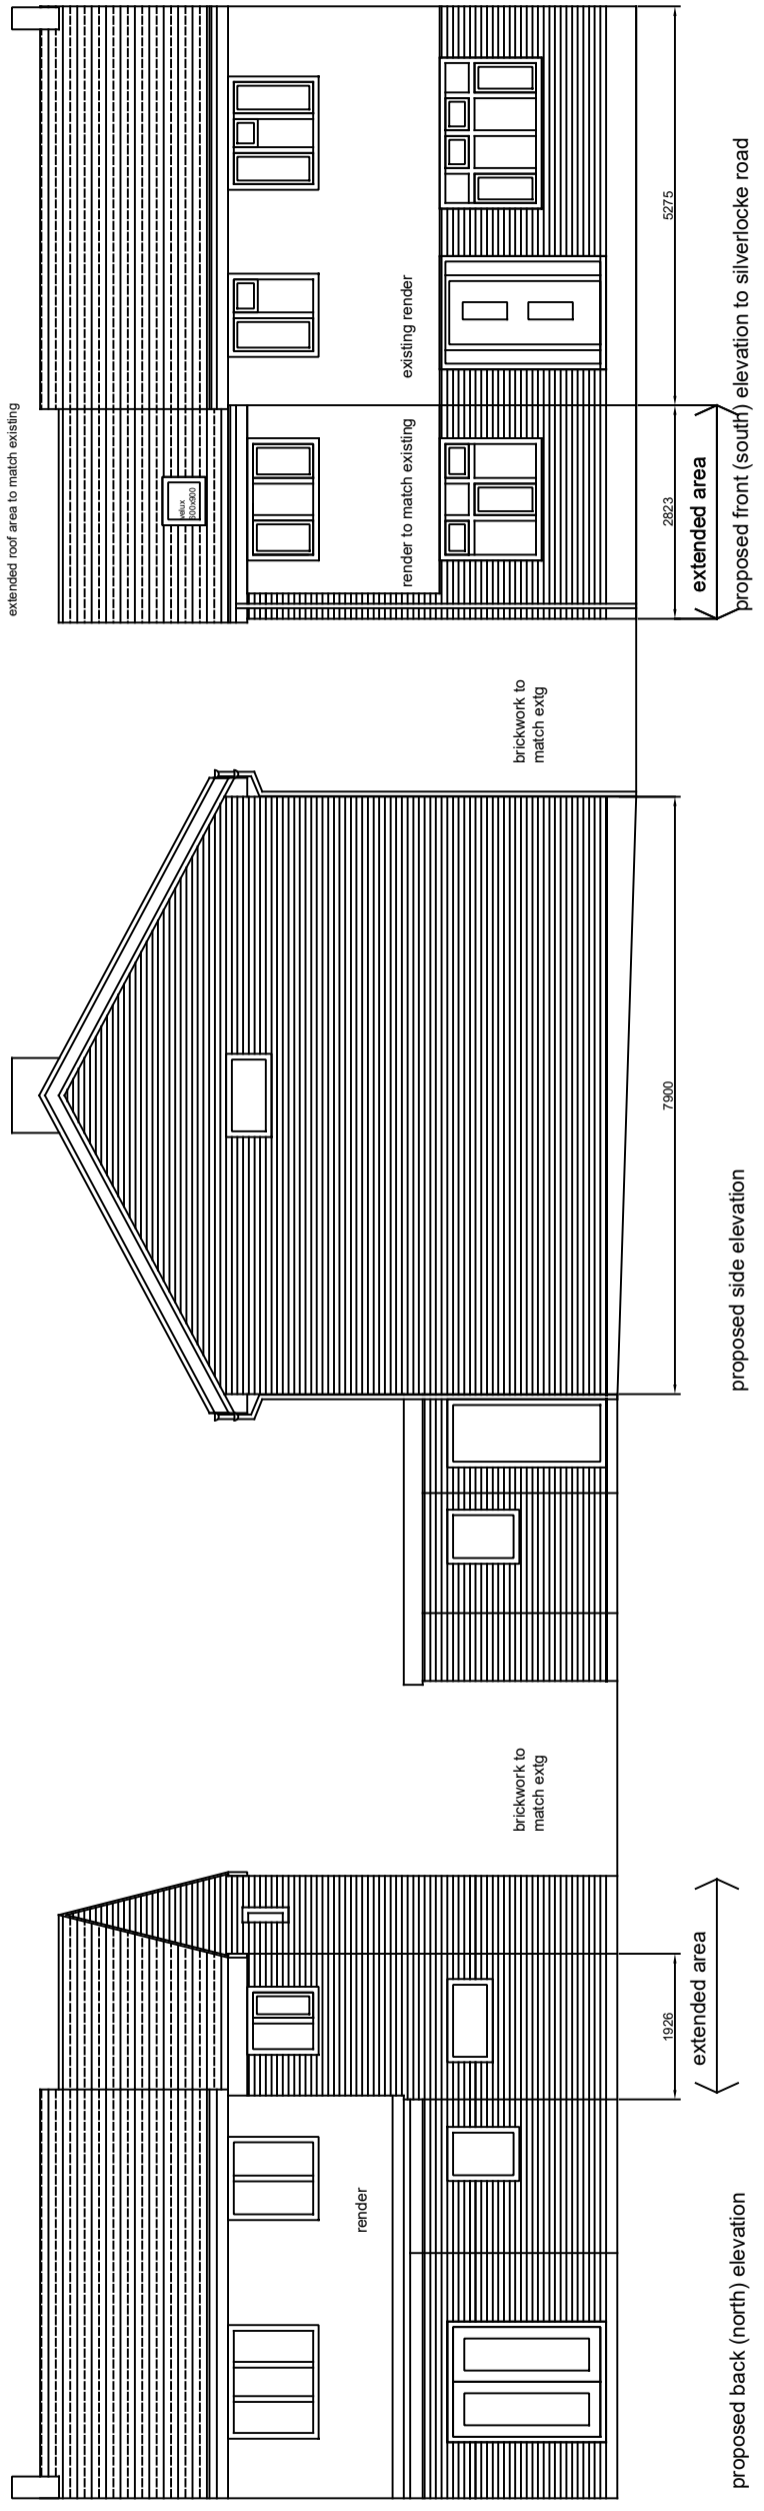 extended roof area to match existing
velux
600x900
existing render
render to match existing
5275
2823
extended area
proposed front (south) elevation to silverlocke road
brickwork to
match extg
7900
proposed side elevation
brickwork to
match extg
render
1926
extended area
proposed back (north) elevation